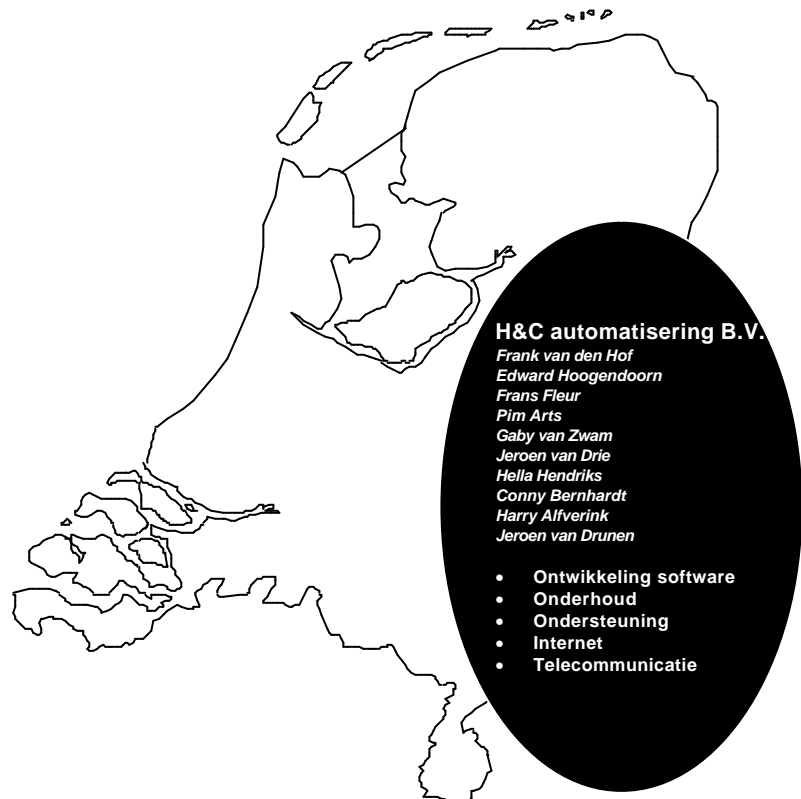 H&C automatisering B.V.
Frank van den Hof
Edward Hoogendoorn
Frans Fleur
Pim Arts
Gaby van Zwam
Jeroen van Drie
Hella Hendriks
Conny Bernhardt
Harry Alfverink
Jeroen van Drunen
• Ontwikkeling software
• Onderhoud
• Ondersteuning
• Internet
• Telecommunicatie